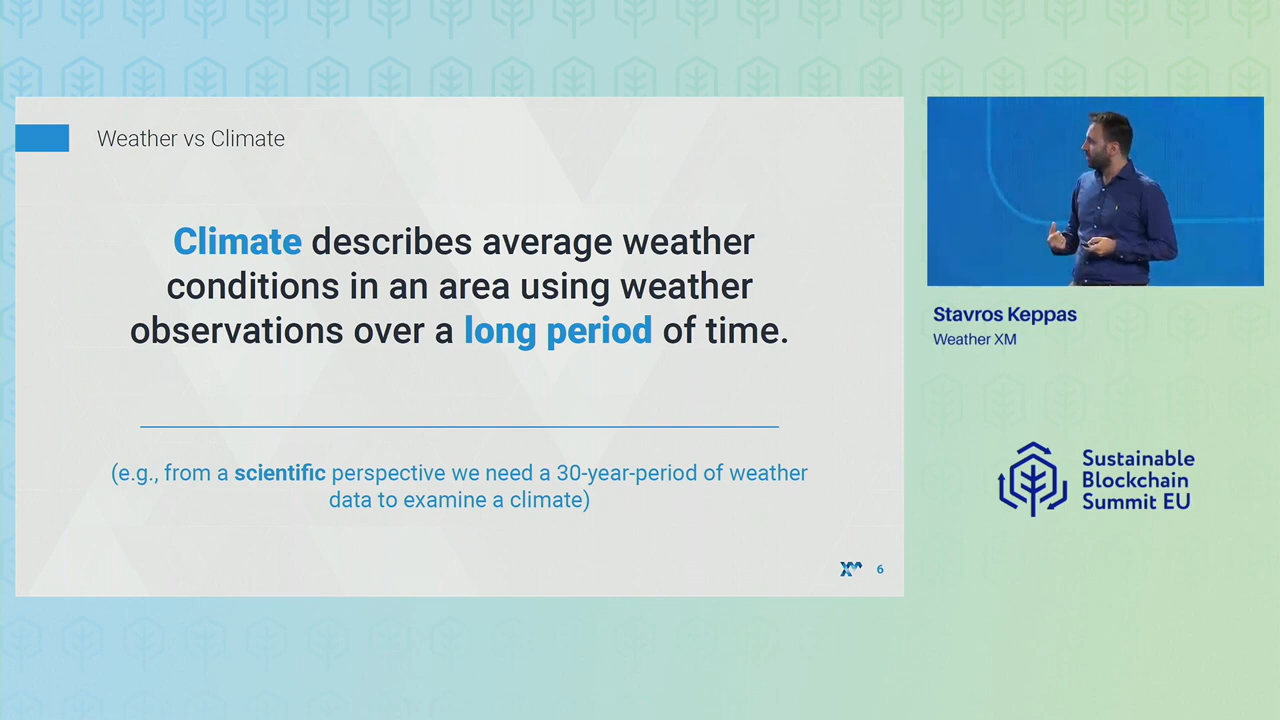 Weather vs Climate
Climate describes average weather
conditions in an area using weather
observations over a long period of time.
(e.g., from a scientific perspective we need a 30-year-period of weather
data to examine a climate)
XM 6
Stavros Keppas
Weather XM
Sustainable
Blockchain
Summit EU